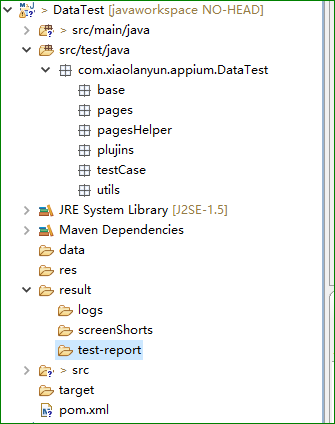 > DataTest [javaworkspace NO-HEAD]
> src/main/java
src/test/java
com.xiaolanyun.appium.DataTest
base
pages
pagesHelper
plujins
testCase
utils
JRE System Library [J2SE-1.5]
Maven Dependencies
data
res
result
logs
screenShorts
test-report
> src
target
pom.xml